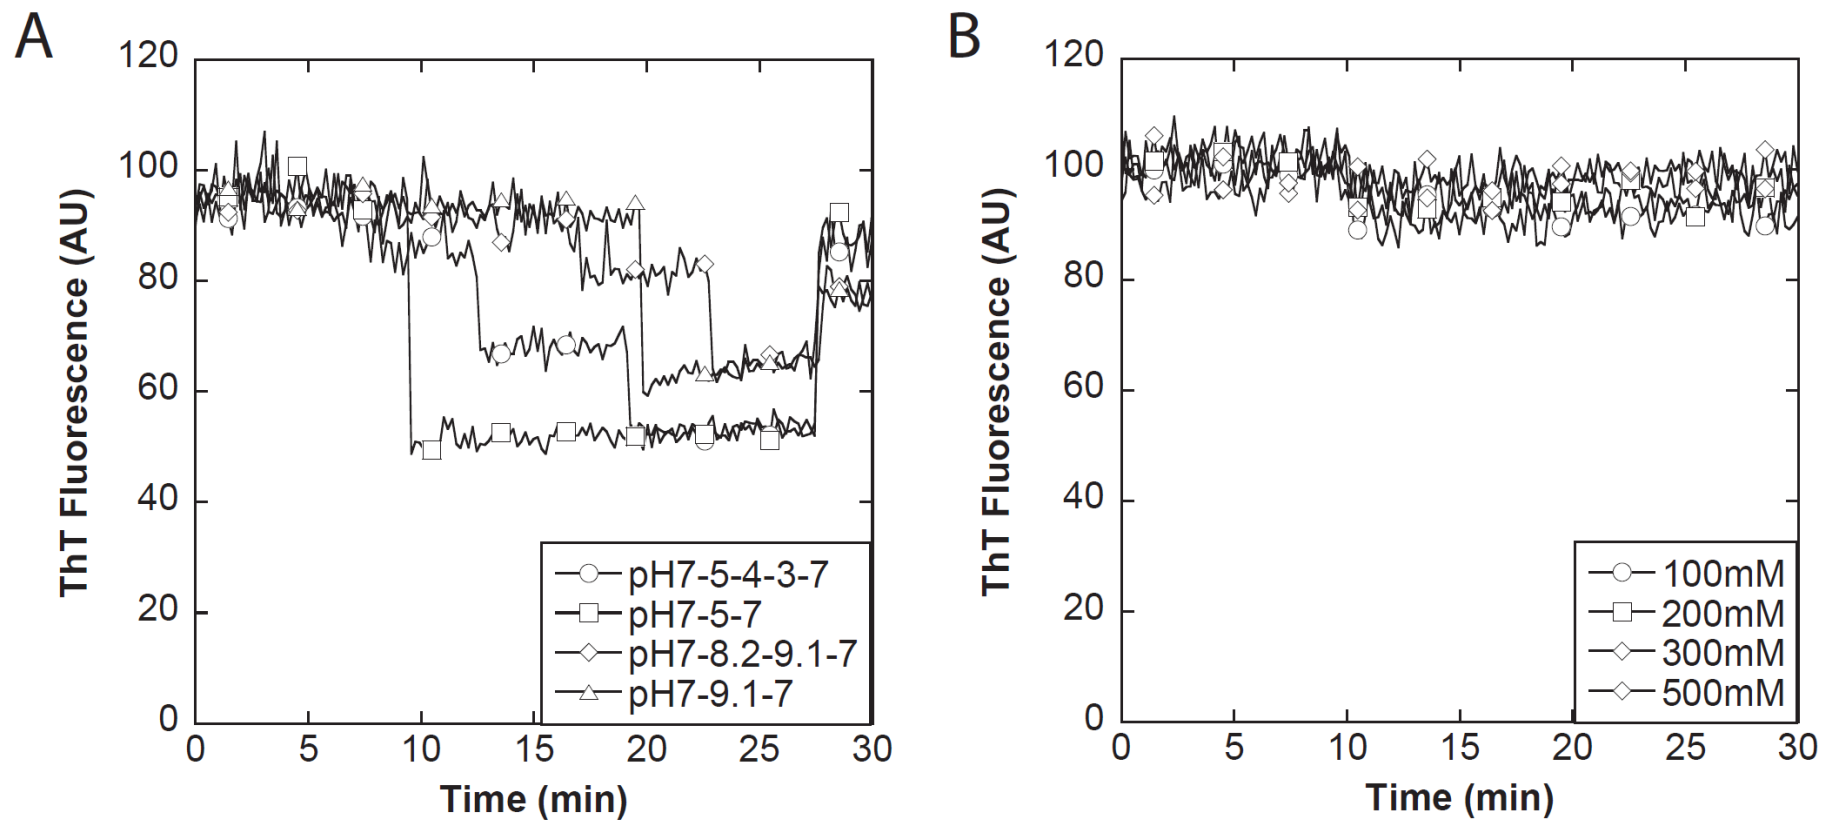 A
ThT Fluorescence (AU)
120
100
80
60
40
20
0
0 5 10 15 20 25 30
Time (min)
pH7-5-4-3-7
pH7-5-7
pH7-8.2-9.1-7
pH7-9.1-7
B
ThT Fluorescence (AU)
120
100
80
60
40
20
0
0 5 10 15 20 25 30
Time (min)
100mM
200mM
300mM
500mM